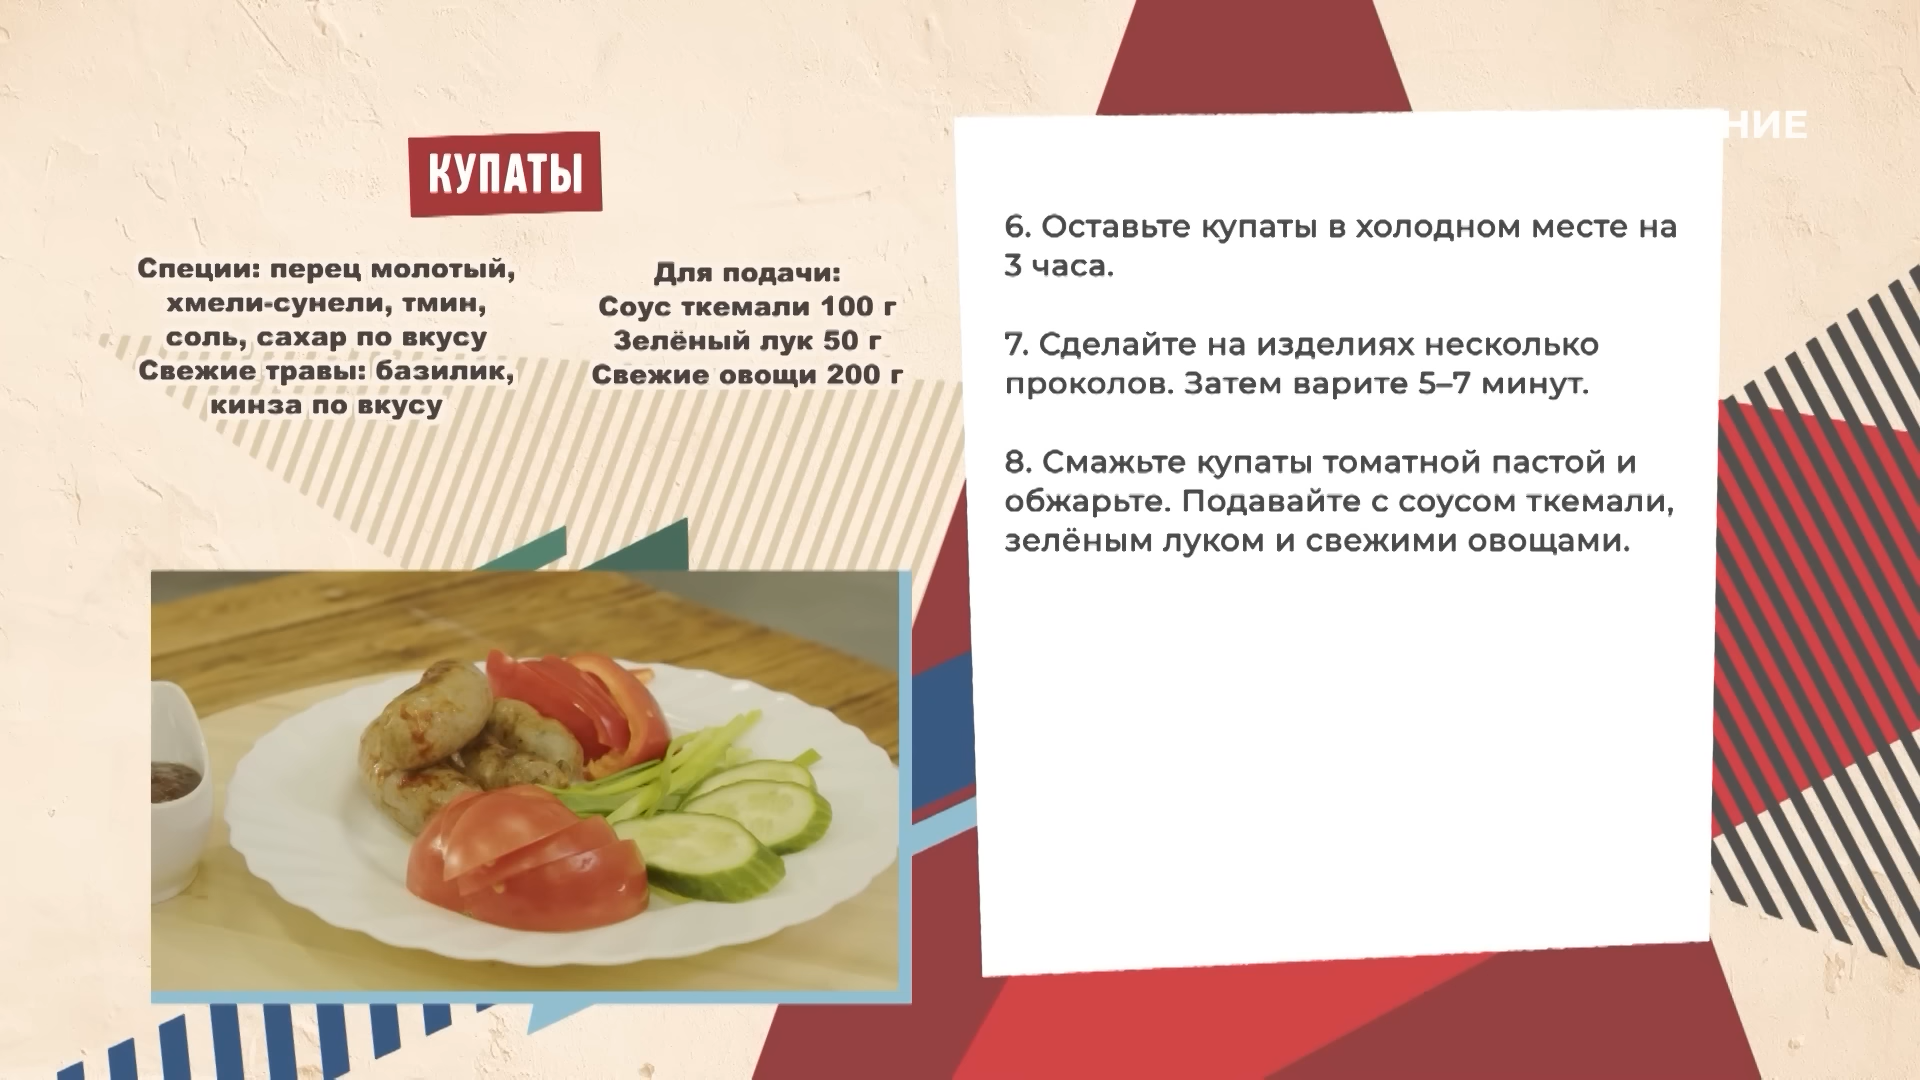 КУПАТЫ
Специи: перец молотый,
хмели-сунели, тмин,
соль, сахар по вкусу
Свежие травы: базилик,
кинза по вкусу
Для подачи:
Соус ткемали 100 г
Зелёный лук 50 г
Свежие овощи 200 г
6. Оставьте купаты в холодном месте на
3 часа.
7. Сделайте на изделиях несколько
проколов. Затем варите 5–7 минут.
8. Смажьте купаты томатной пастой и
обжарьте. Подавайте с соусом ткемали,
зелёным луком и свежими овощами.